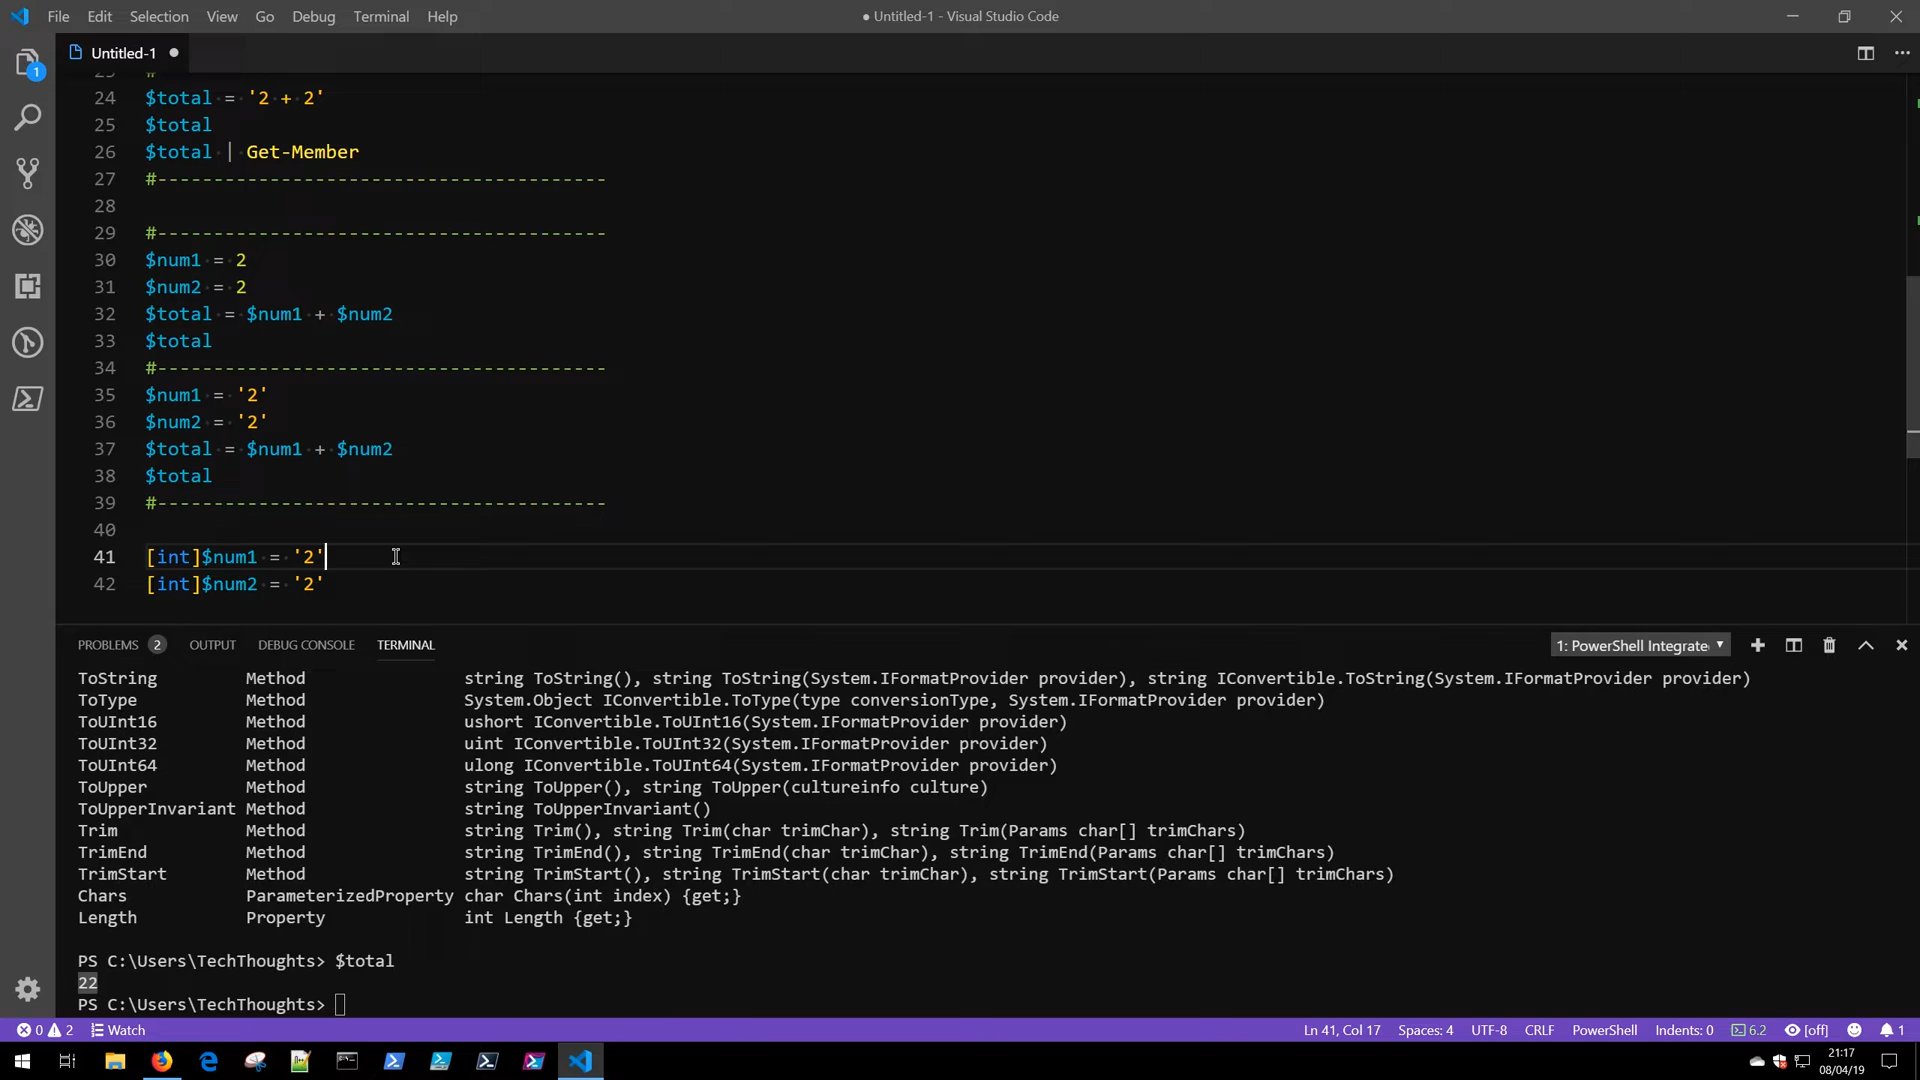 File Edit Selection View Go Debug Terminal Help
● Untitled-1 - Visual Studio Code
Untitled-1 ●
1
24 $total = '2 + 2'
25 $total
26 $total | Get-Member
27 #----------------------------------------
28
29 #----------------------------------------
30 $num1 = 2
31 $num2 = 2
32 $total = $num1 + $num2
33 $total
34 #----------------------------------------
35 $num1 = '2'
36 $num2 = '2'
37 $total = $num1 + $num2
38 $total
39 #----------------------------------------
40
41 [int]$num1 = '2'
42 [int]$num2 = '2'
PROBLEMS 2 OUTPUT DEBUG CONSOLE TERMINAL 1: PowerShell Integrate
ToString Method string ToString(), string ToString(System.IFormatProvider provider), string IConvertible.ToString(System.IFormatProvider provider)
ToType Method System.Object IConvertible.ToType(type conversionType, System.IFormatProvider provider)
ToUInt16 Method ushort IConvertible.ToUInt16(System.IFormatProvider provider)
ToUInt32 Method uint IConvertible.ToUInt32(System.IFormatProvider provider)
ToUInt64 Method ulong IConvertible.ToUInt64(System.IFormatProvider provider)
ToUpper Method string ToUpper(), string ToUpper(cultureinfo culture)
ToUpperInvariant Method string ToUpperInvariant()
Trim Method string Trim(), string Trim(char trimChar), string Trim(Params char[] trimChars)
TrimEnd Method string TrimEnd(), string TrimEnd(char trimChar), string TrimEnd(Params char[] trimChars)
TrimStart Method string TrimStart(), string TrimStart(char trimChar), string TrimStart(Params char[] trimChars)
Chars ParameterizedProperty char Chars(int index) {get;}
Length Property int Length {get;}
PS C:\Users\TechThoughts> $total
22
PS C:\Users\TechThoughts>
0 2 Watch Ln 41, Col 17 Spaces: 4 UTF-8 CRLF PowerShell Indents: 0 6.2 [off] 1
21:17
08/04/19